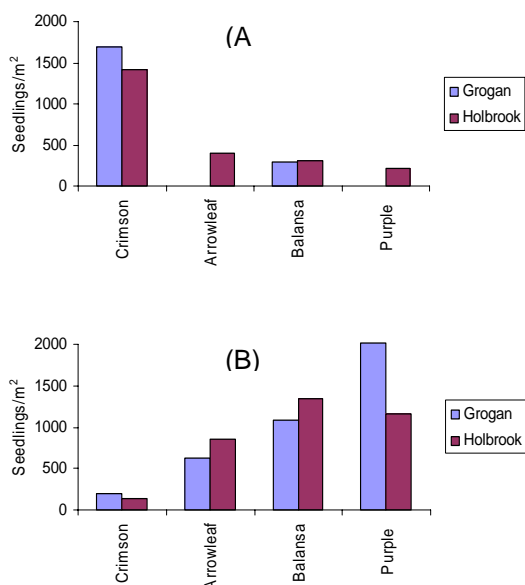 (A
2000
1500
1000
500
0
Seedlings/m²
Crimson
Arrowleaf
Balansa
Purple
Grogan
Holbrook
(B)
2000
1500
1000
500
0
Seedlings/m²
Crimson
Arrowleaf
Balansa
Purple
Grogan
Holbrook